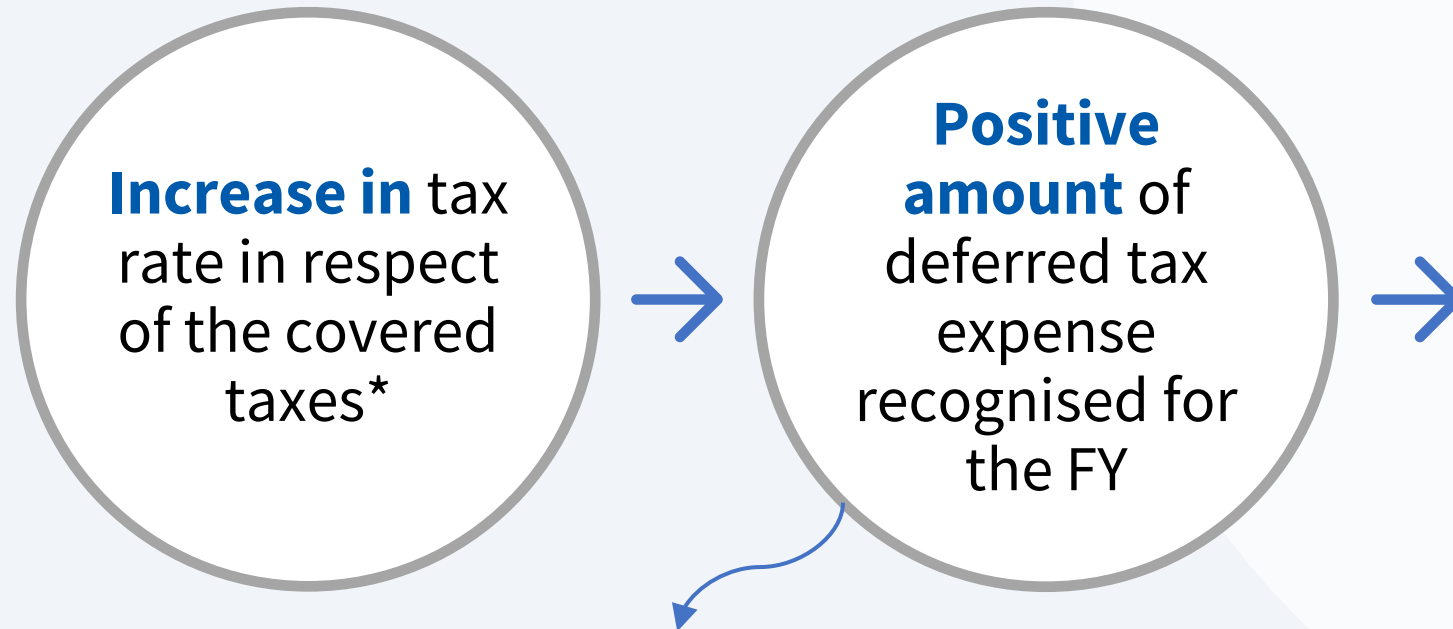 Increase in tax
rate in respect
of the covered
taxes*
Positive
amount of
deferred tax
expense
recognised for
the FY